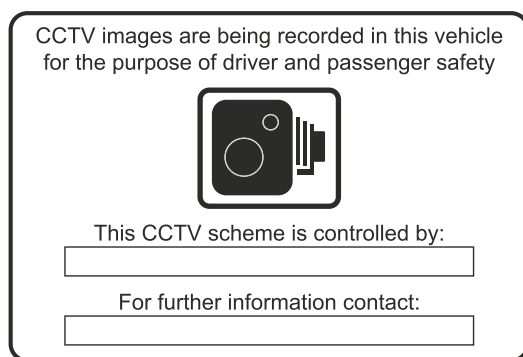 CCTV images are being recorded in this vehicle
for the purpose of driver and passenger safety
This CCTV scheme is controlled by:
For further information contact: